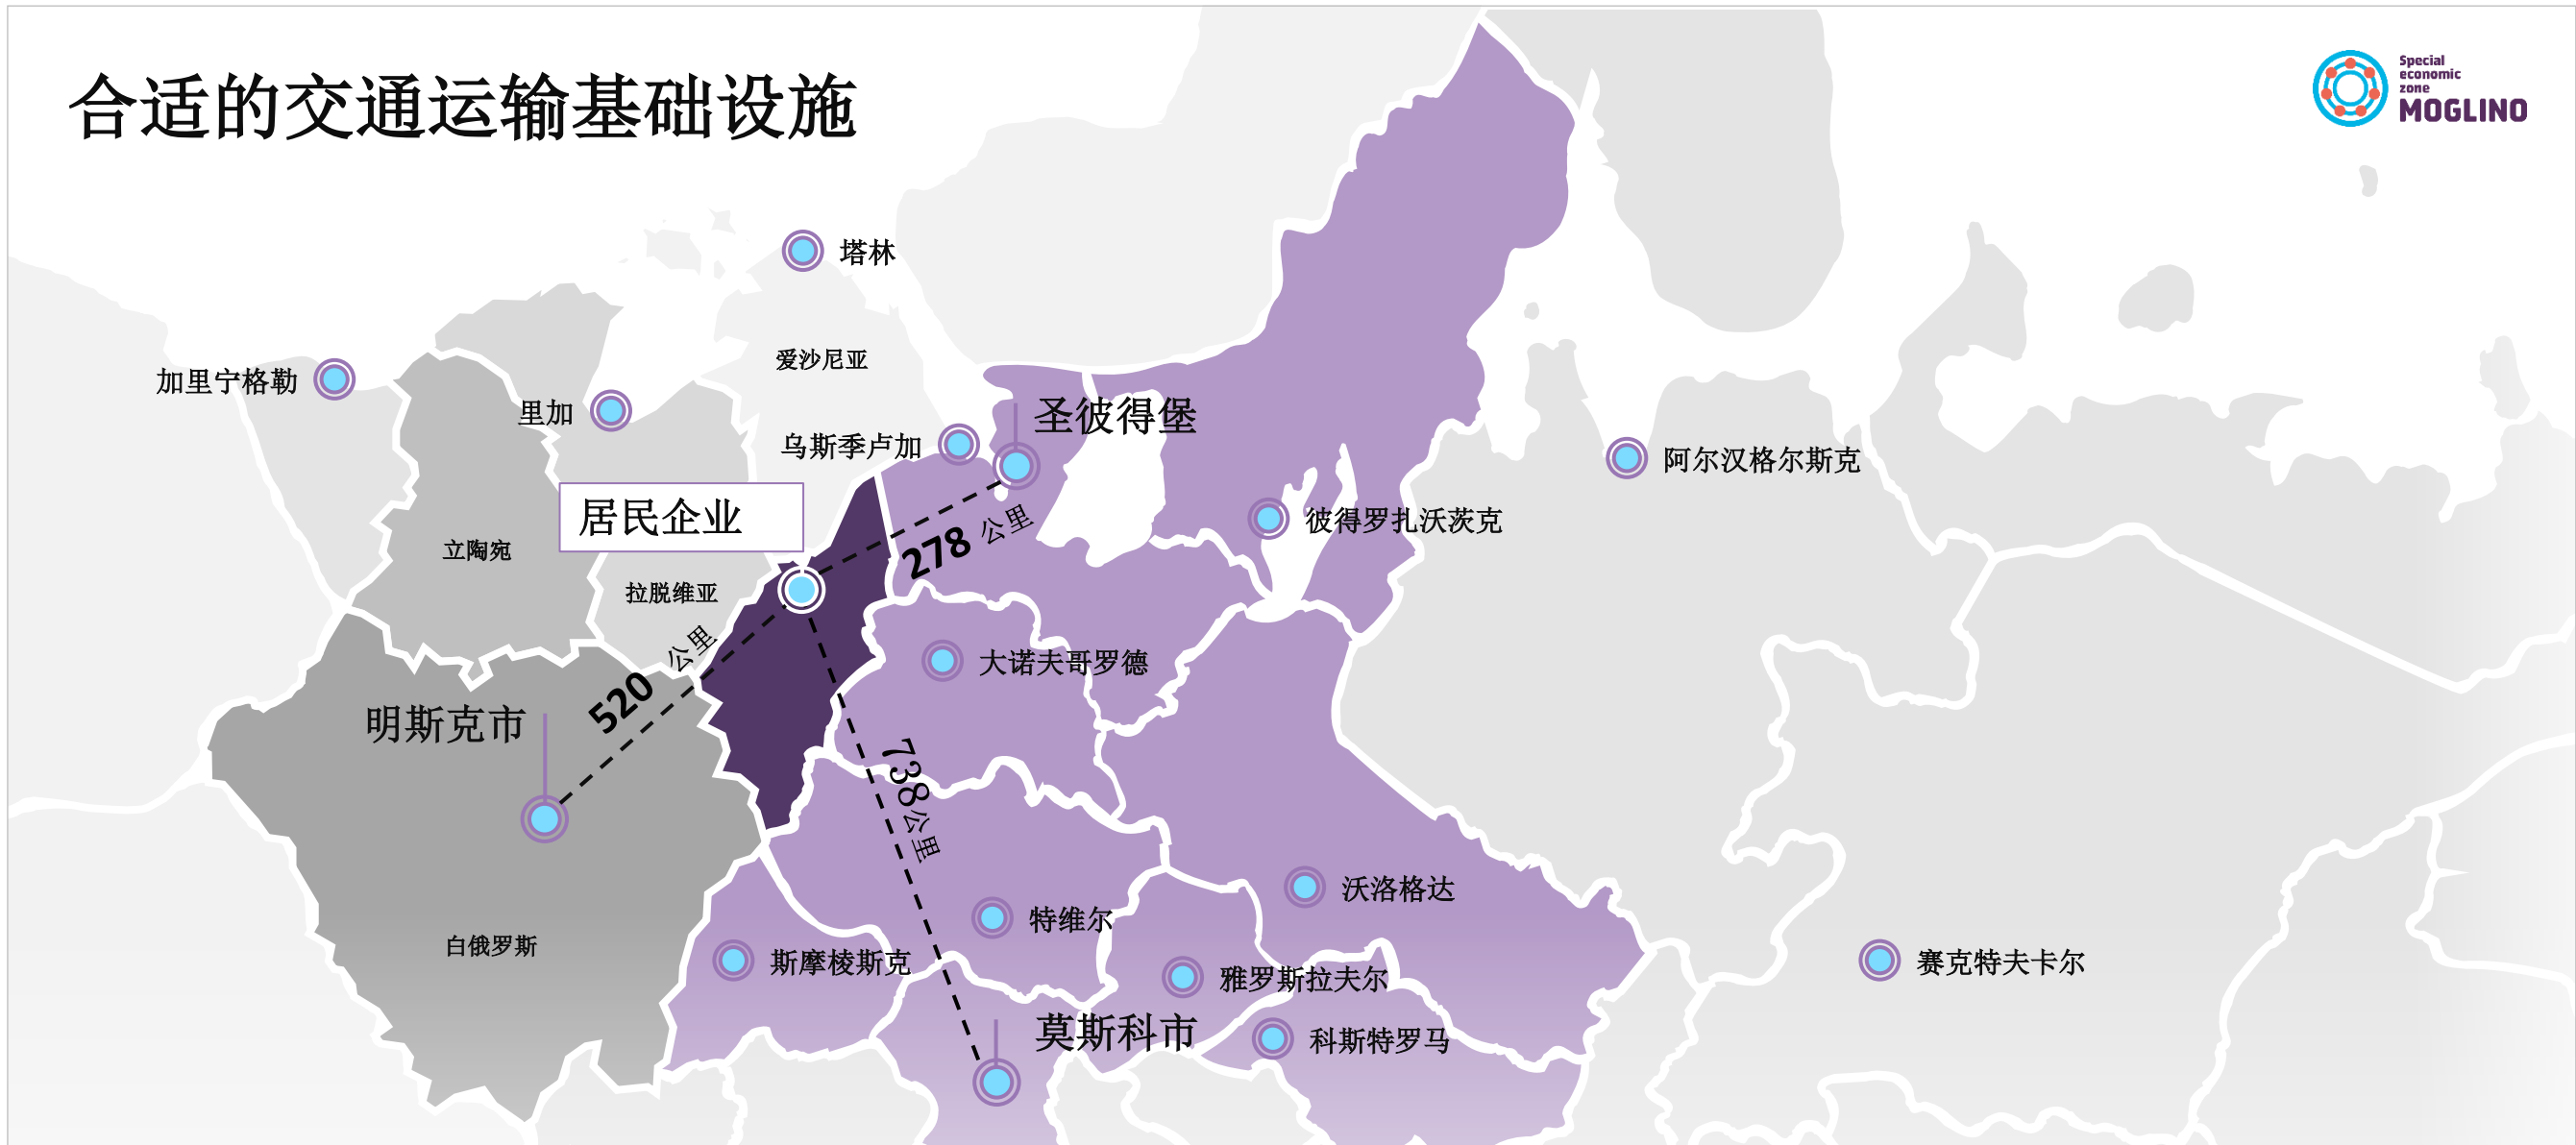 合适的交通运输基础设施
Special
economic
zone
MOGLINO
塔林
爱沙尼亚
加里宁格勒
里加
圣彼得堡
乌斯季卢加
阿尔汉格尔斯克
居民企业
彼得罗扎沃茨克
278 公里
立陶宛
拉脱维亚
大诺夫哥罗德
520 公里
明斯克市
738公里
沃洛格达
特维尔
白俄罗斯
斯摩棱斯克
雅罗斯拉夫尔
赛克特夫卡尔
莫斯科市
科斯特罗马